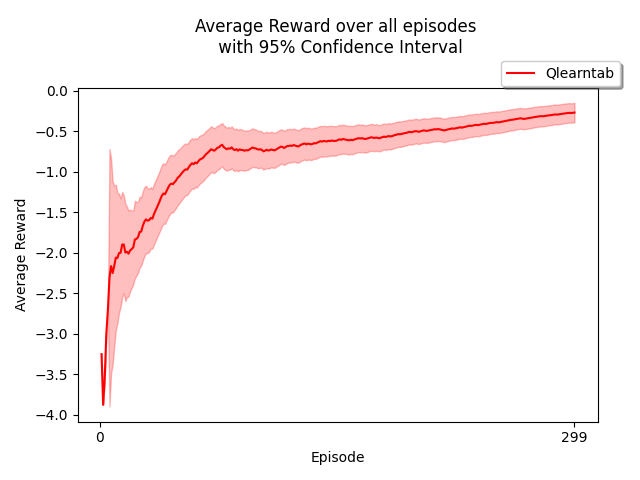 Average Reward over all episodes
with 95% Confidence Interval
Qlearntab
0.0
−0.5
−1.0
−1.5
−2.0
−2.5
−3.0
−3.5
−4.0
Average Reward
0
299
Episode